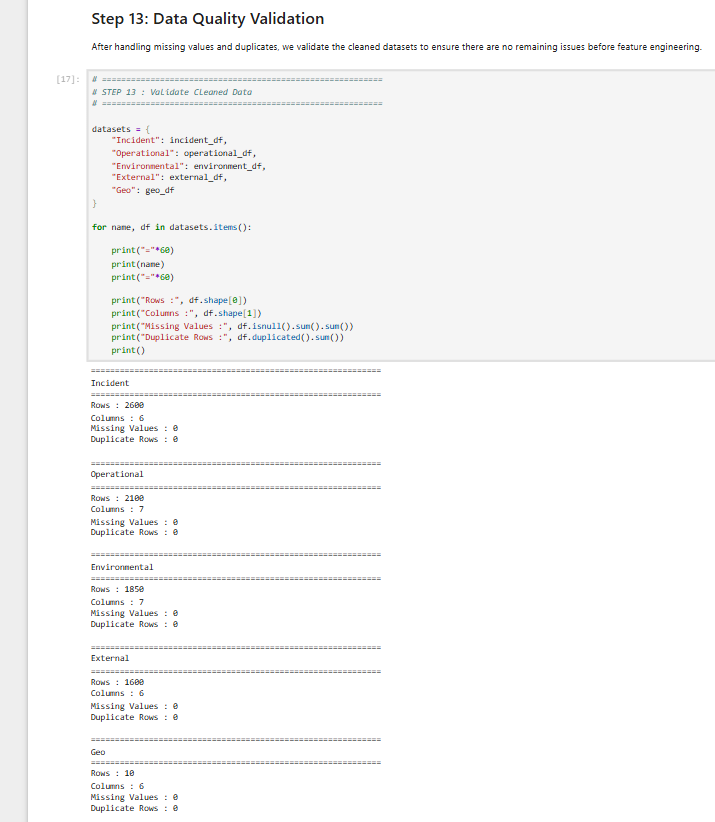 Step 13: Data Quality Validation
After handling missing values and duplicates, we validate the cleaned datasets to ensure there are no remaining issues before feature engineering.
[17]: # ==========================================================
# STEP 13 : Validate Cleaned Data
# ==========================================================
datasets = {
"Incident": incident_df,
"Operational": operational_df,
"Environmental": environment_df,
"External": external_df,
"Geo": geo_df
}
for name, df in datasets.items():
print("="*60)
print(name)
print("="*60)
print("Rows :", df.shape[0])
print("Columns :", df.shape[1])
print("Missing Values :", df.isnull().sum().sum())
print("Duplicate Rows :", df.duplicated().sum())
print()
============================================================
Incident
============================================================
Rows : 2600
Columns : 6
Missing Values : 0
Duplicate Rows : 0
============================================================
Operational
============================================================
Rows : 2100
Columns : 7
Missing Values : 0
Duplicate Rows : 0
============================================================
Environmental
============================================================
Rows : 1850
Columns : 7
Missing Values : 0
Duplicate Rows : 0
============================================================
External
============================================================
Rows : 1600
Columns : 6
Missing Values : 0
Duplicate Rows : 0
============================================================
Geo
============================================================
Rows : 10
Columns : 6
Missing Values : 0
Duplicate Rows : 0